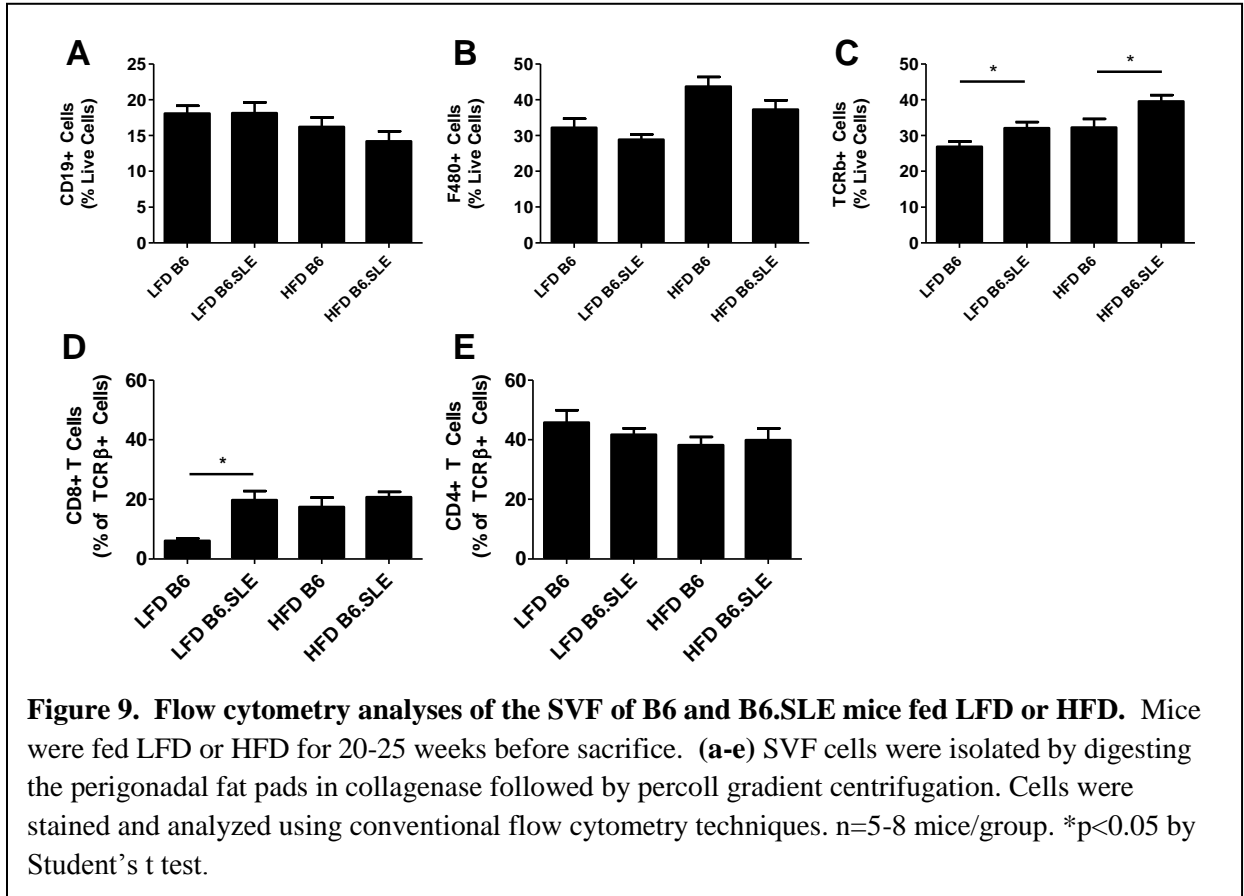 A
25
20
15
10
5
0
CD19+ Cells
(% Live Cells)
LFD B6
LFD B6.SLE
HFD B6
HFD B6.SLE
B
50
40
30
20
10
0
F480+ Cells
(% Live Cells)
LFD B6
LFD B6.SLE
HFD B6
HFD B6.SLE
C
50
40
30
20
10
0
TCRb+ Cells
(% Live Cells)
*
*
LFD B6
LFD B6.SLE
HFD B6
HFD B6.SLE
D
60
40
20
0
CD8+ T Cells
(% of TCRβ+ Cells)
*
LFD B6
LFD B6.SLE
HFD B6
HFD B6.SLE
E
60
40
20
0
CD4+ T Cells
(% of TCRβ+ Cells)
LFD B6
LFD B6.SLE
HFD B6
HFD B6.SLE
Figure 9. Flow cytometry analyses of the SVF of B6 and B6.SLE mice fed LFD or HFD. Mice
were fed LFD or HFD for 20-25 weeks before sacrifice. (a-e) SVF cells were isolated by digesting
the perigonadal fat pads in collagenase followed by percoll gradient centrifugation. Cells were
stained and analyzed using conventional flow cytometry techniques. n=5-8 mice/group. *p<0.05 by
Student’s t test.